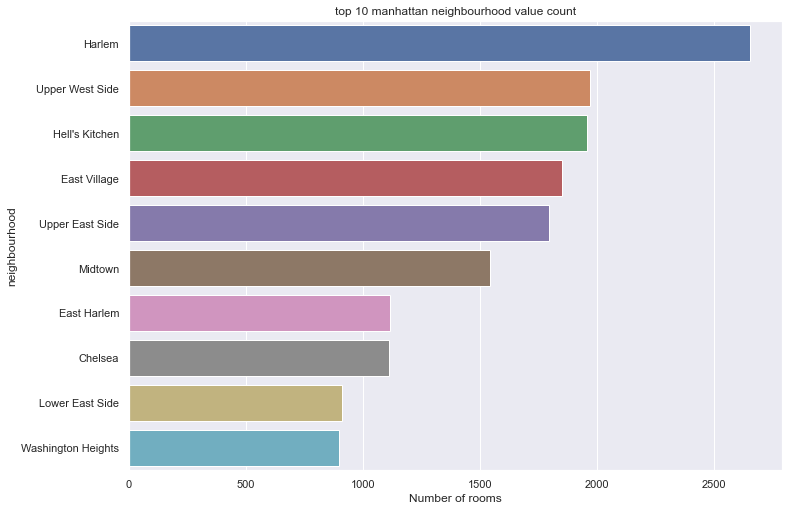 top 10 manhattan neighbourhood value count
neighbourhood
Harlem
Upper West Side
Hell's Kitchen
East Village
Upper East Side
Midtown
East Harlem
Chelsea
Lower East Side
Washington Heights
0 500 1000 1500 2000 2500
Number of rooms